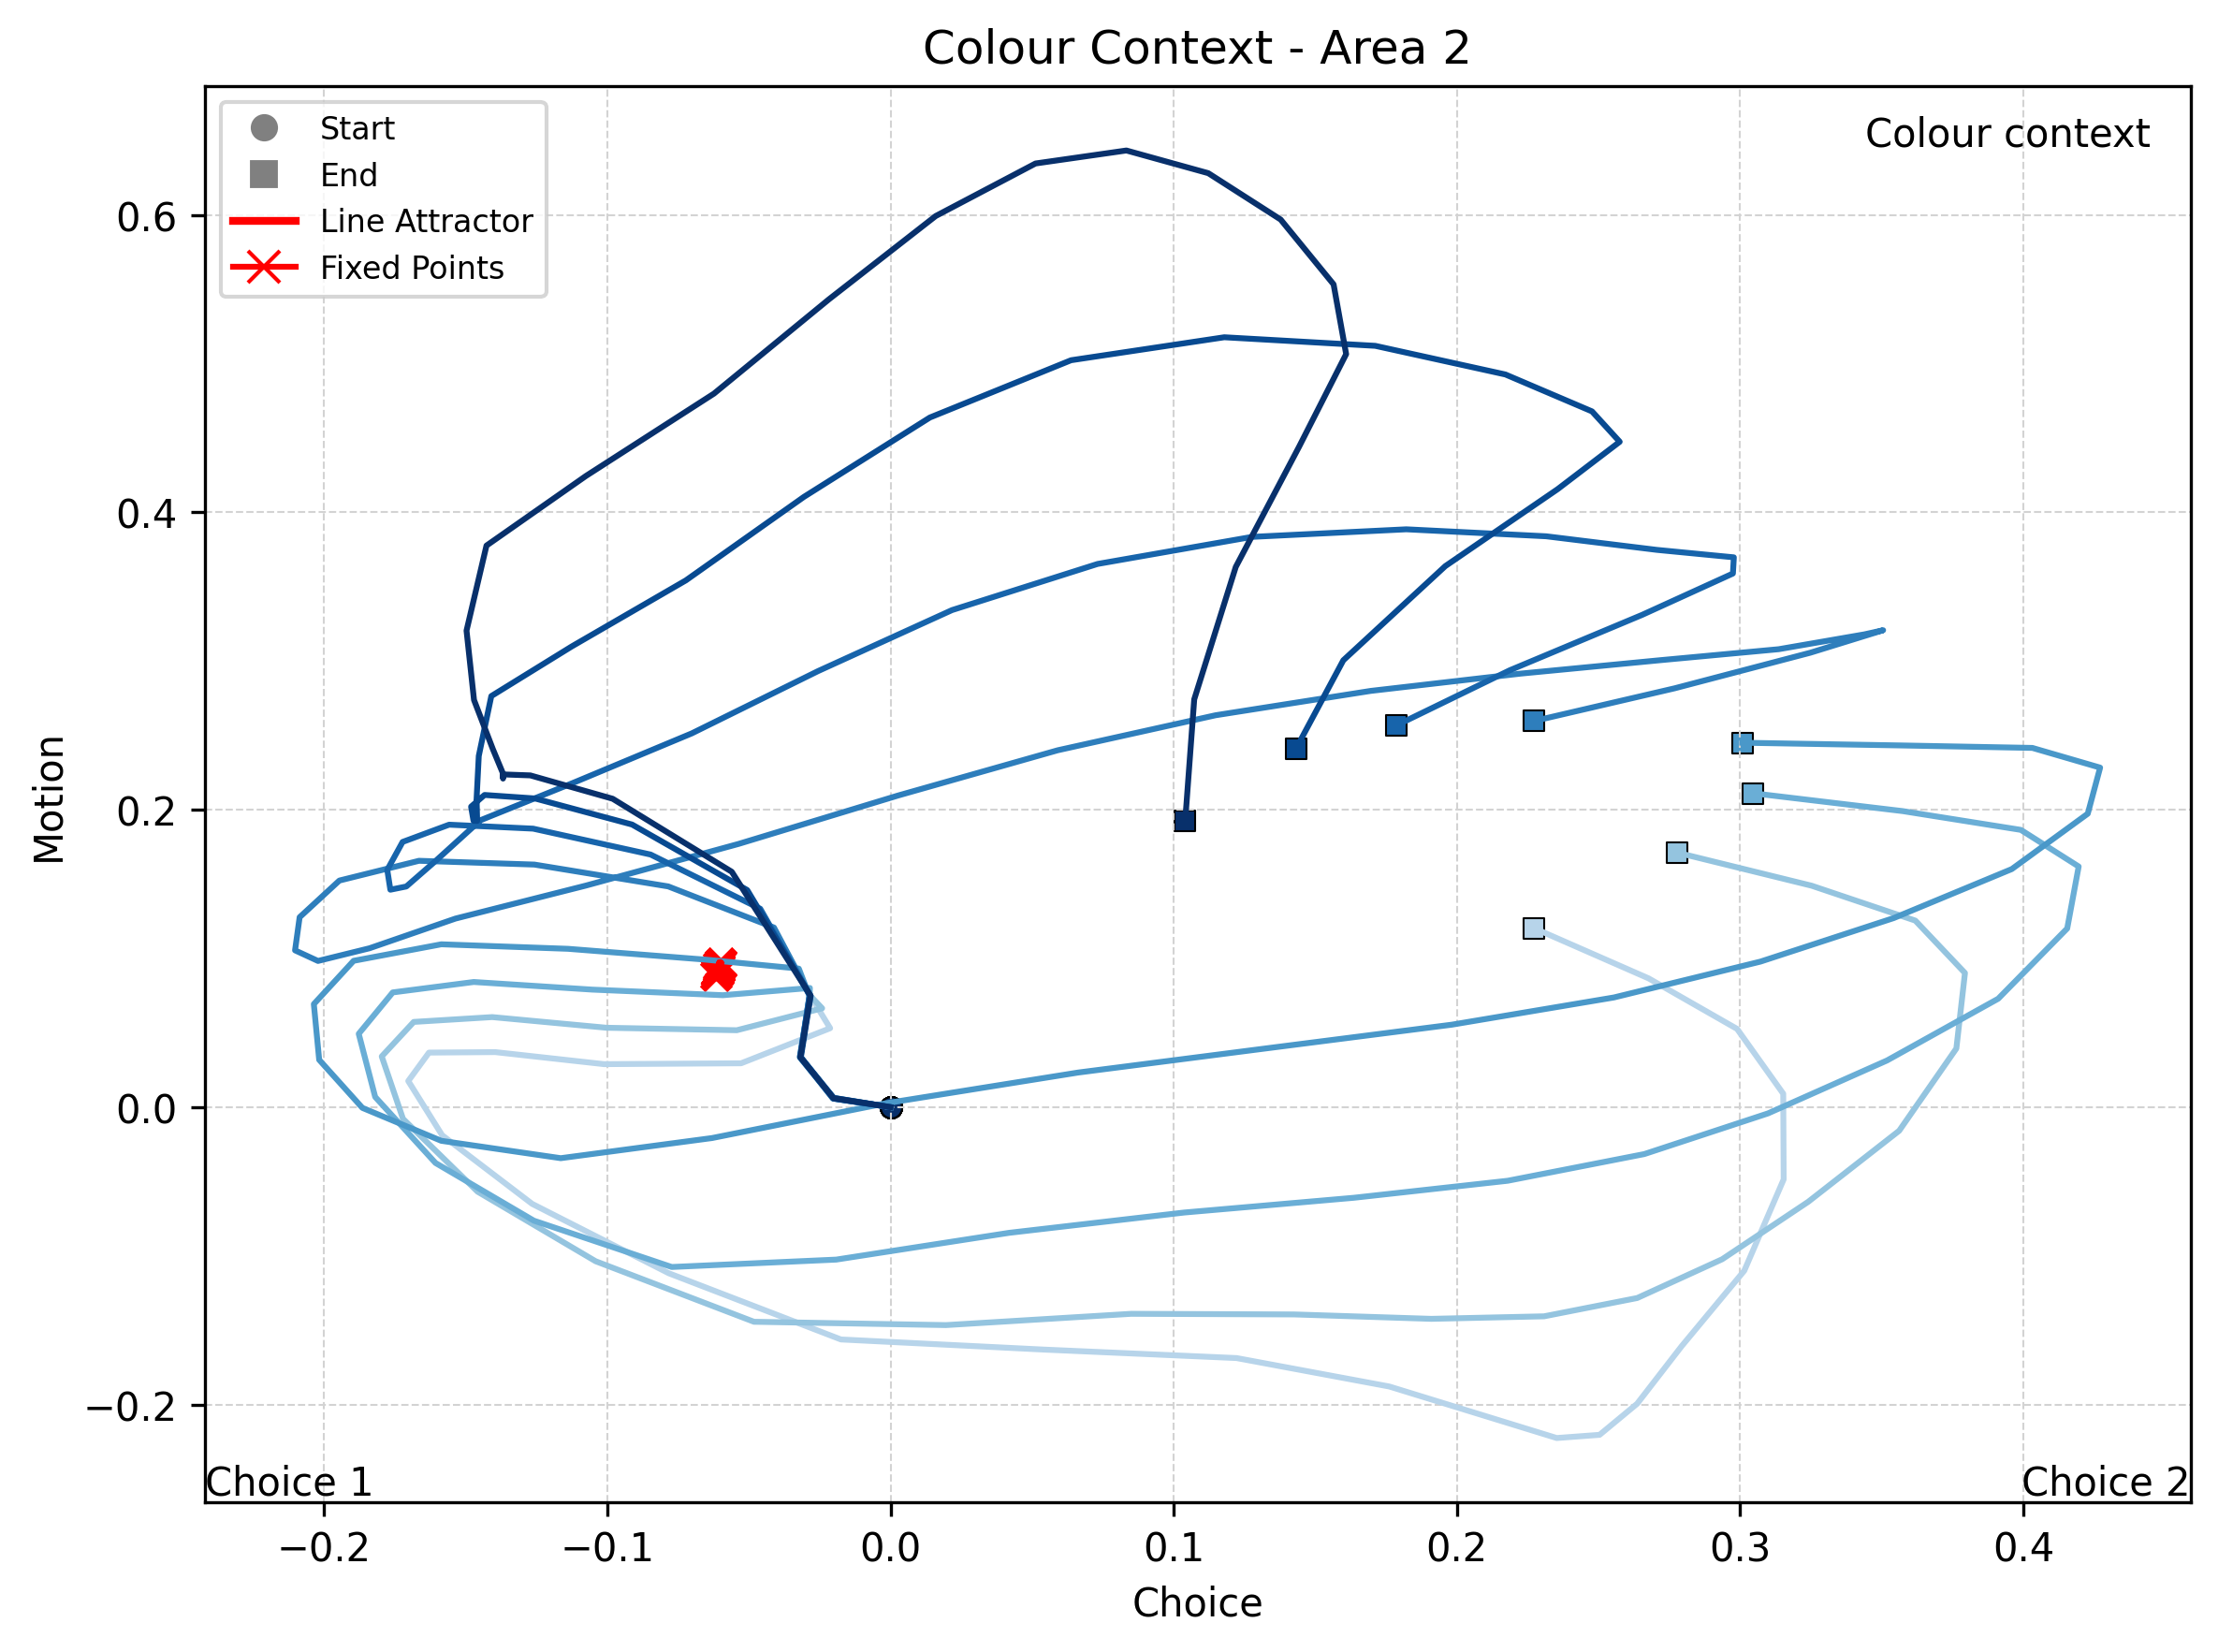 Colour Context - Area 2
Start
End
Line Attractor
Fixed Points
Colour context
0.6
0.4
0.2
0.0
−0.2
Motion
Choice 1
Choice 2
−0.2
−0.1
0.0
0.1
0.2
0.3
0.4
Choice